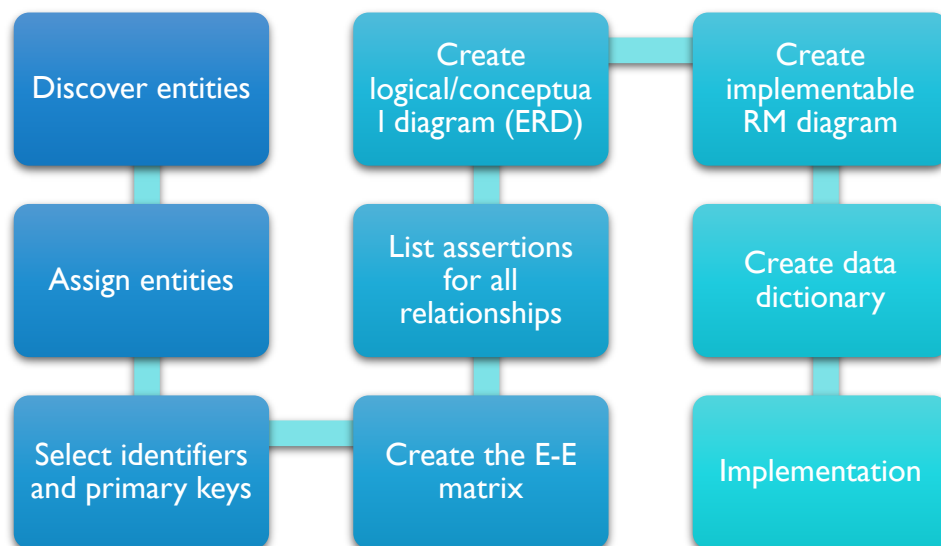 Discover entities
Assign entities
Select identifiers
and primary keys
Create the E-E
matrix
List assertions
for all
relationships
Create
logical/conceptua
l diagram (ERD)
Create
implementable
RM diagram
Create data
dictionary
Implementation